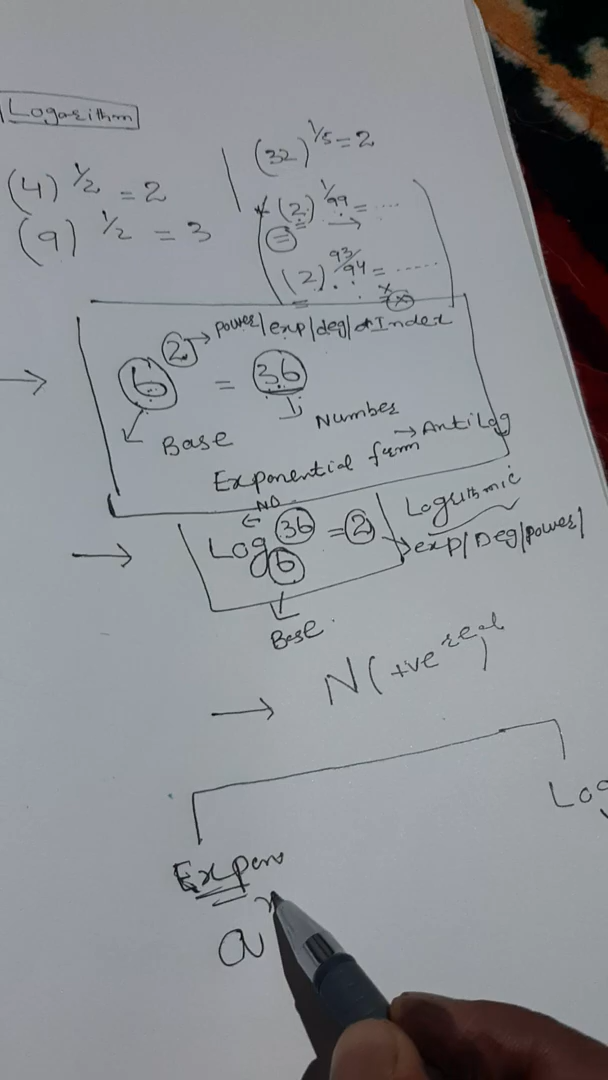 Logarithm
(4)^1/2 = 2
(9)^1/2 = 3
(32)^1/5 = 2
(2)^1/99 = ....
(2)^93/94 = ......
6^2 → power/exp/deg/Index
= 36
Base
Number
Exponential form → Antilog
NO
Log_6 36 = 2
Logurithmic
exp/Deg/power/
Base
→ N(+ve real)
Expon
Log
a^x